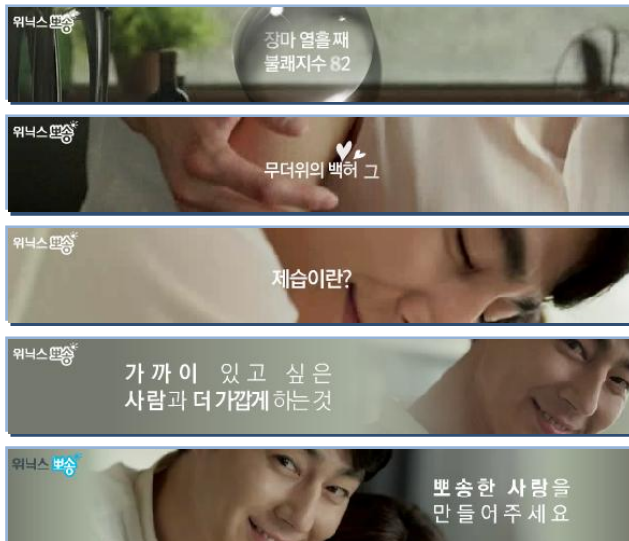 위닉스 뽀송
장마 열흘째
불쾌지수 82
위닉스 뽀송
무더위의 백허그
위닉스 뽀송
제습이란?
위닉스 뽀송
가까이 있고 싶은
사람과 더 가깝게 하는 것
위닉스 뽀송
뽀송한 사랑을
만들어주세요